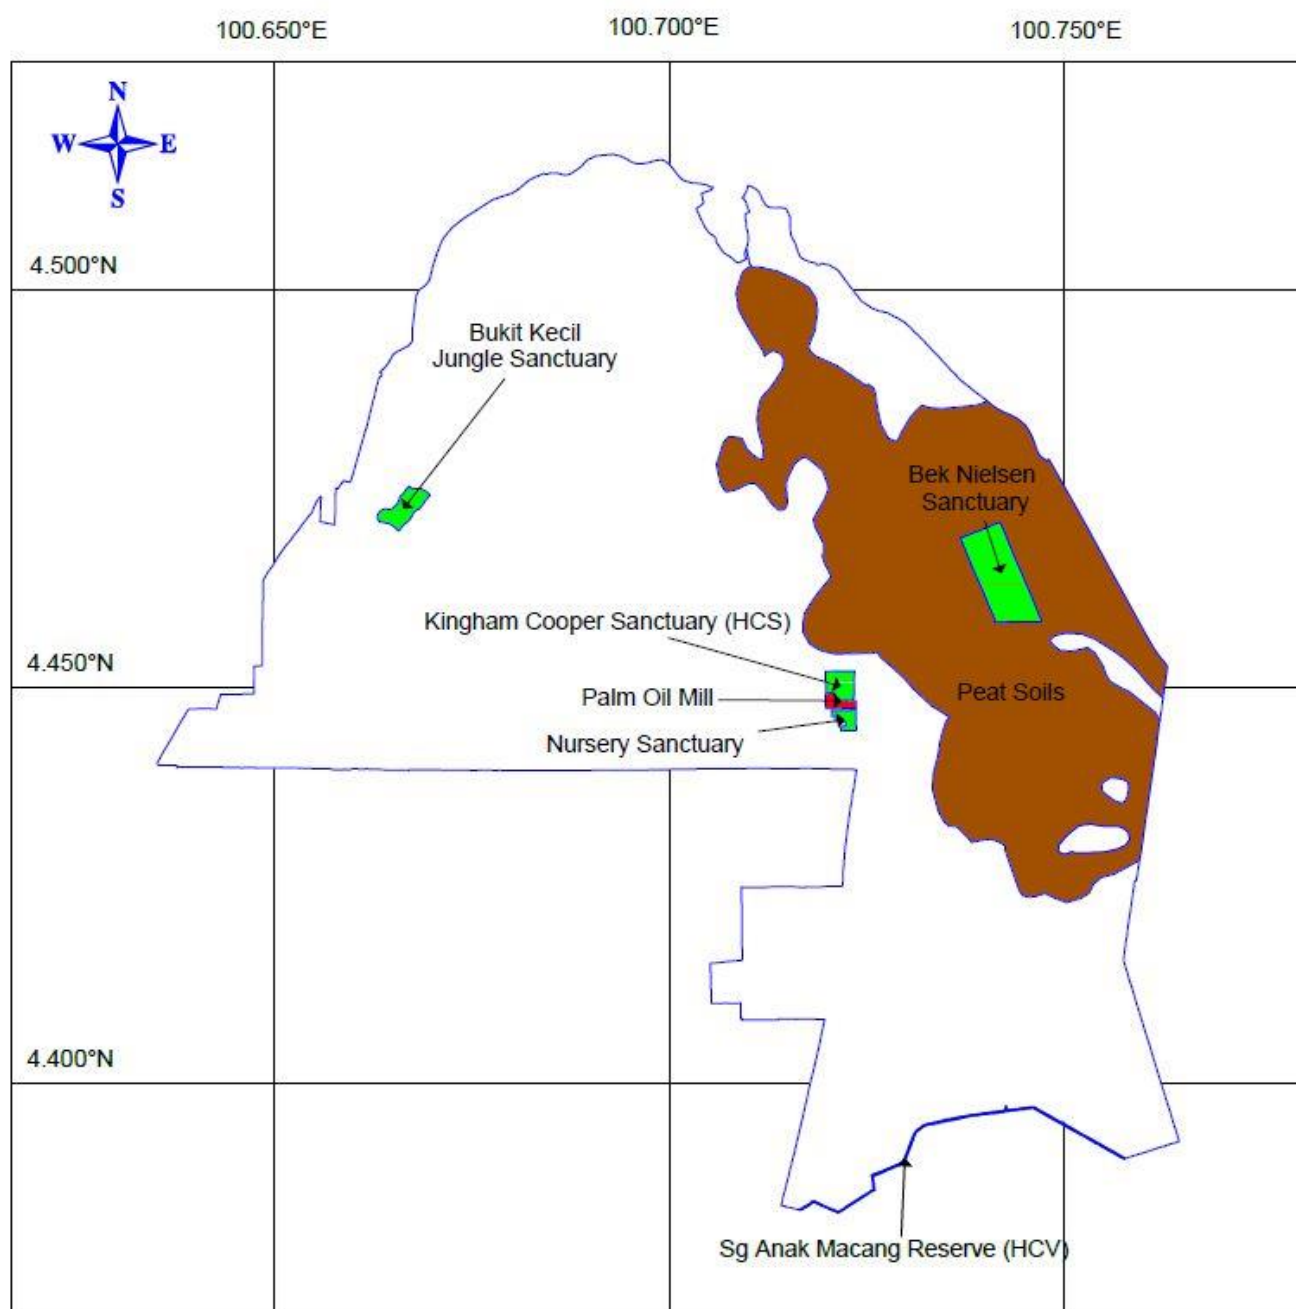 100.650°E
100.700°E
100.750°E
N
W
E
S
4.500°N
Bukit Kecil
Jungle Sanctuary
Bek Nielsen
Sanctuary
Kingham Cooper Sanctuary (HCS)
4.450°N
Palm Oil Mill
Peat Soils
Nursery Sanctuary
4.400°N
Sg Anak Macang Reserve (HCV)